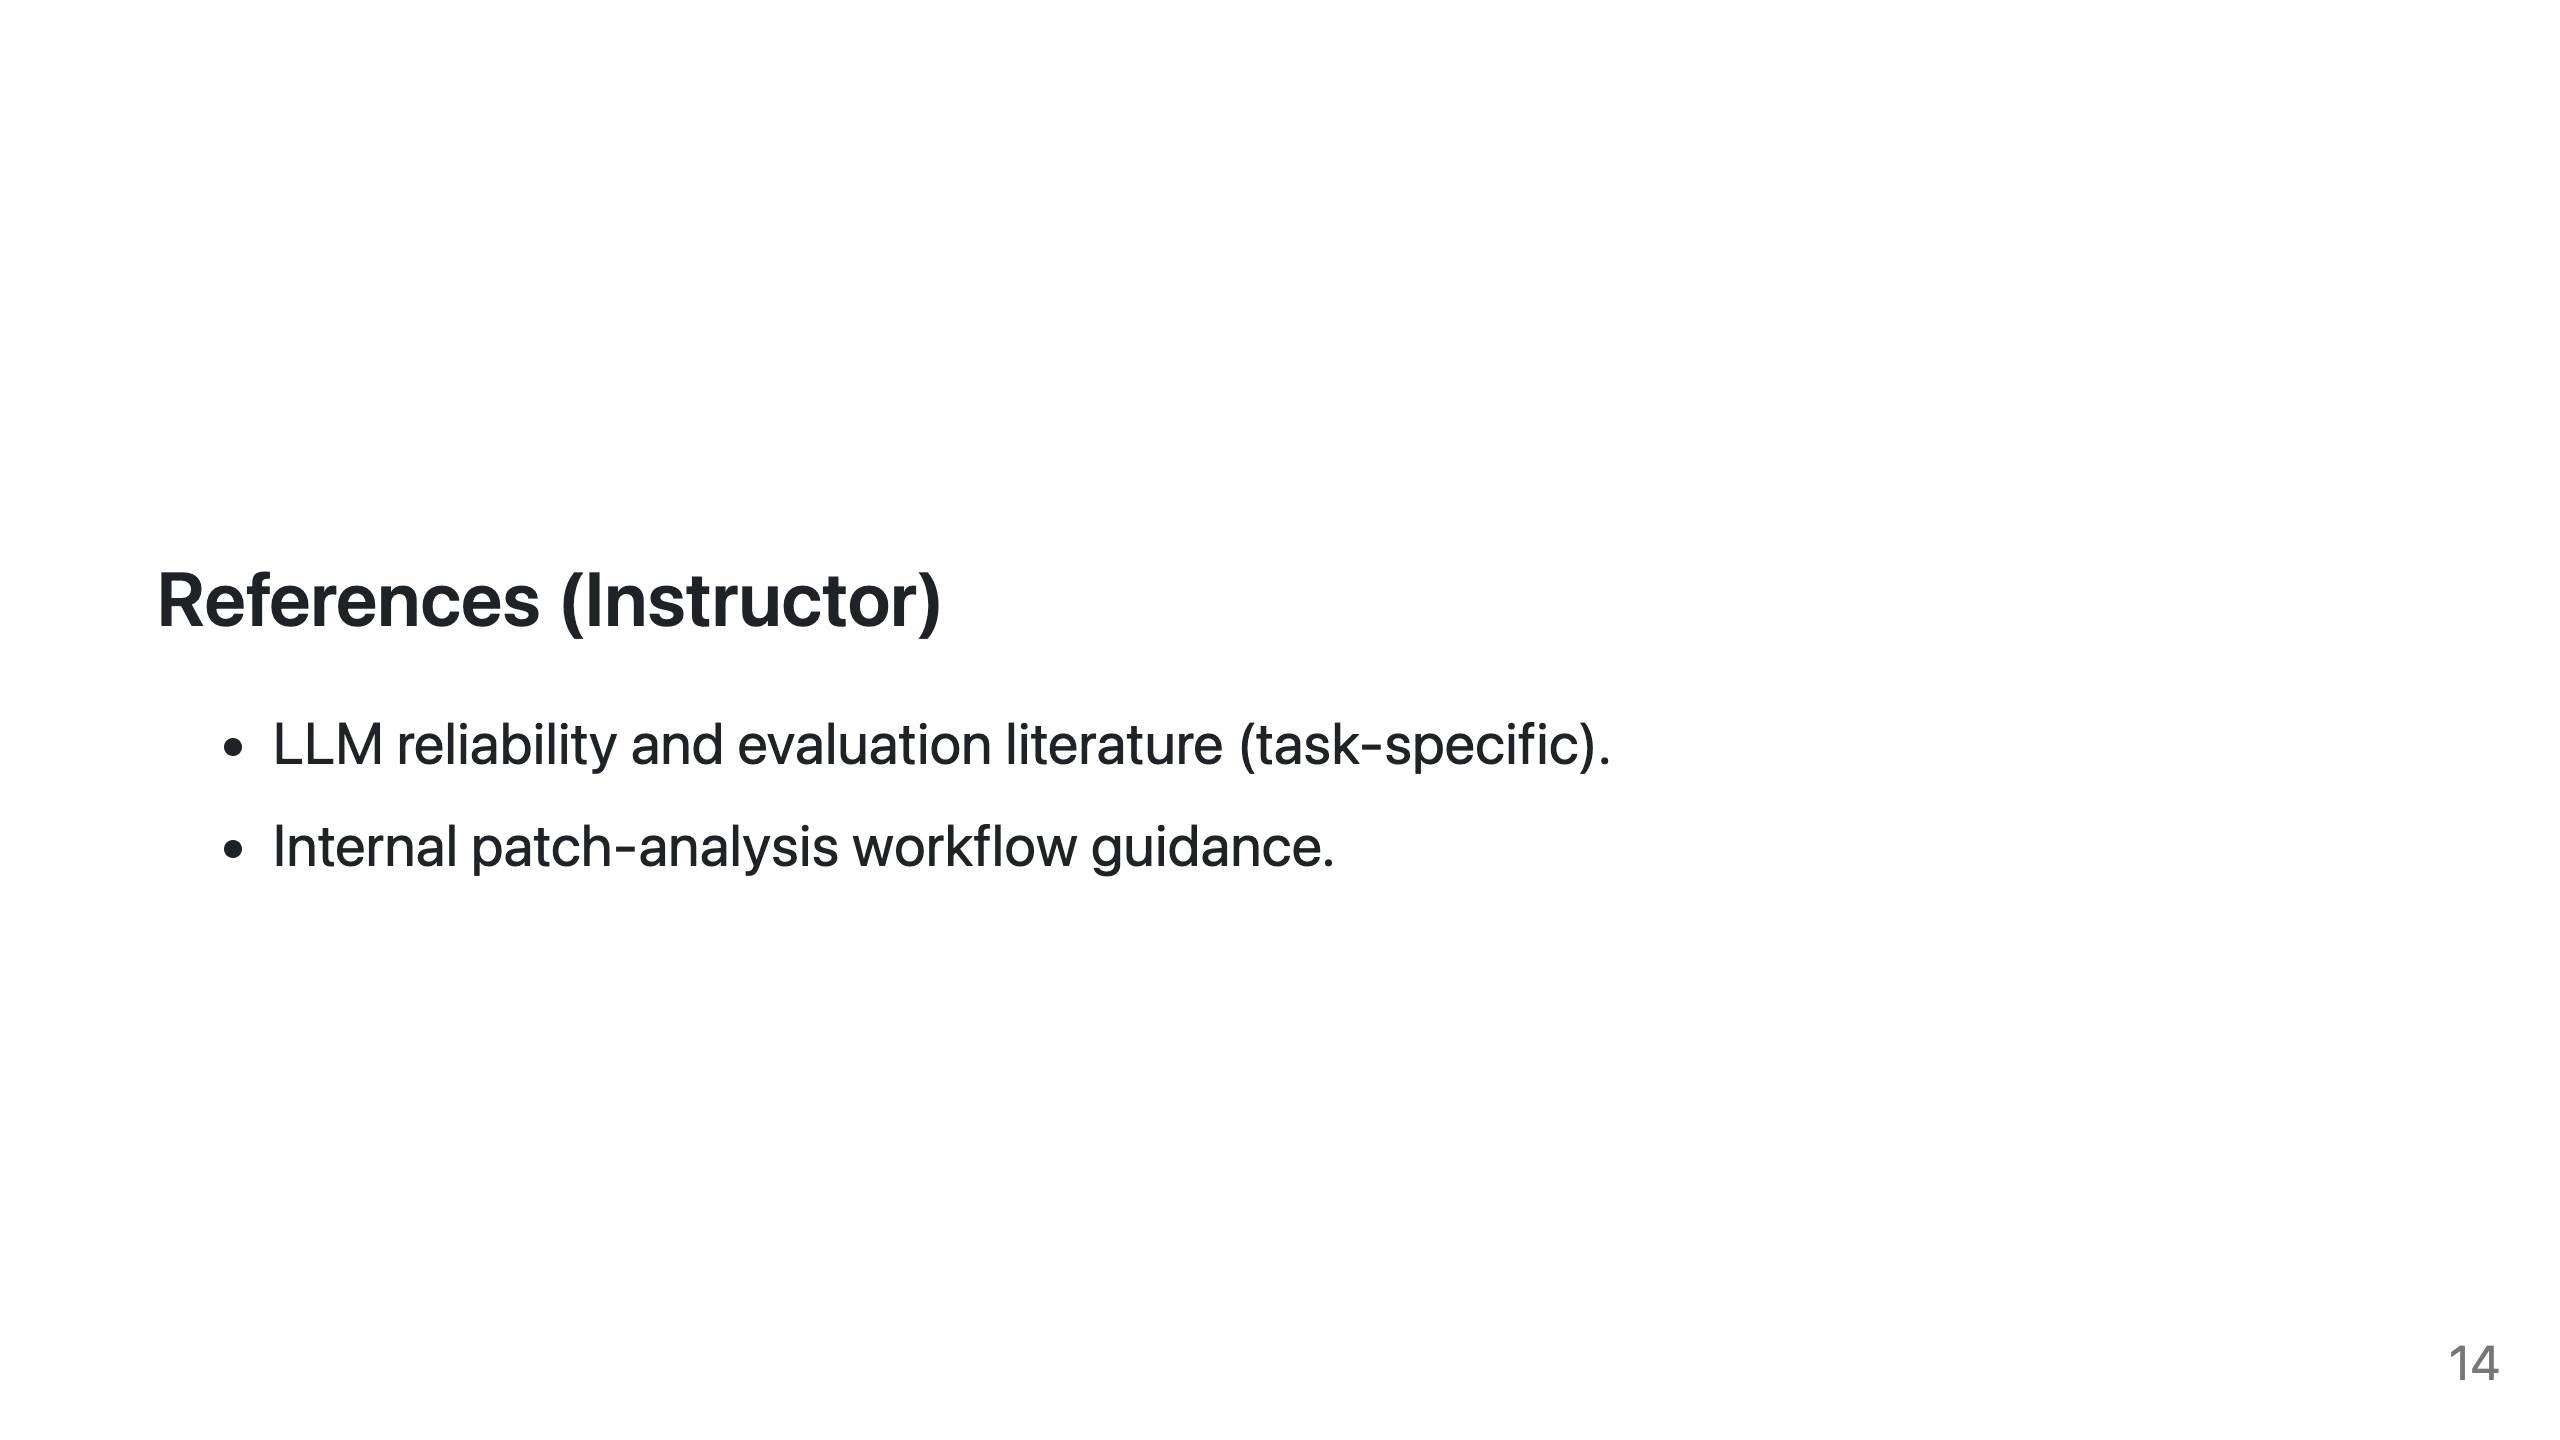 References (Instructor)
• LLM reliability and evaluation literature (task-specific).
• Internal patch-analysis workflow guidance.
14